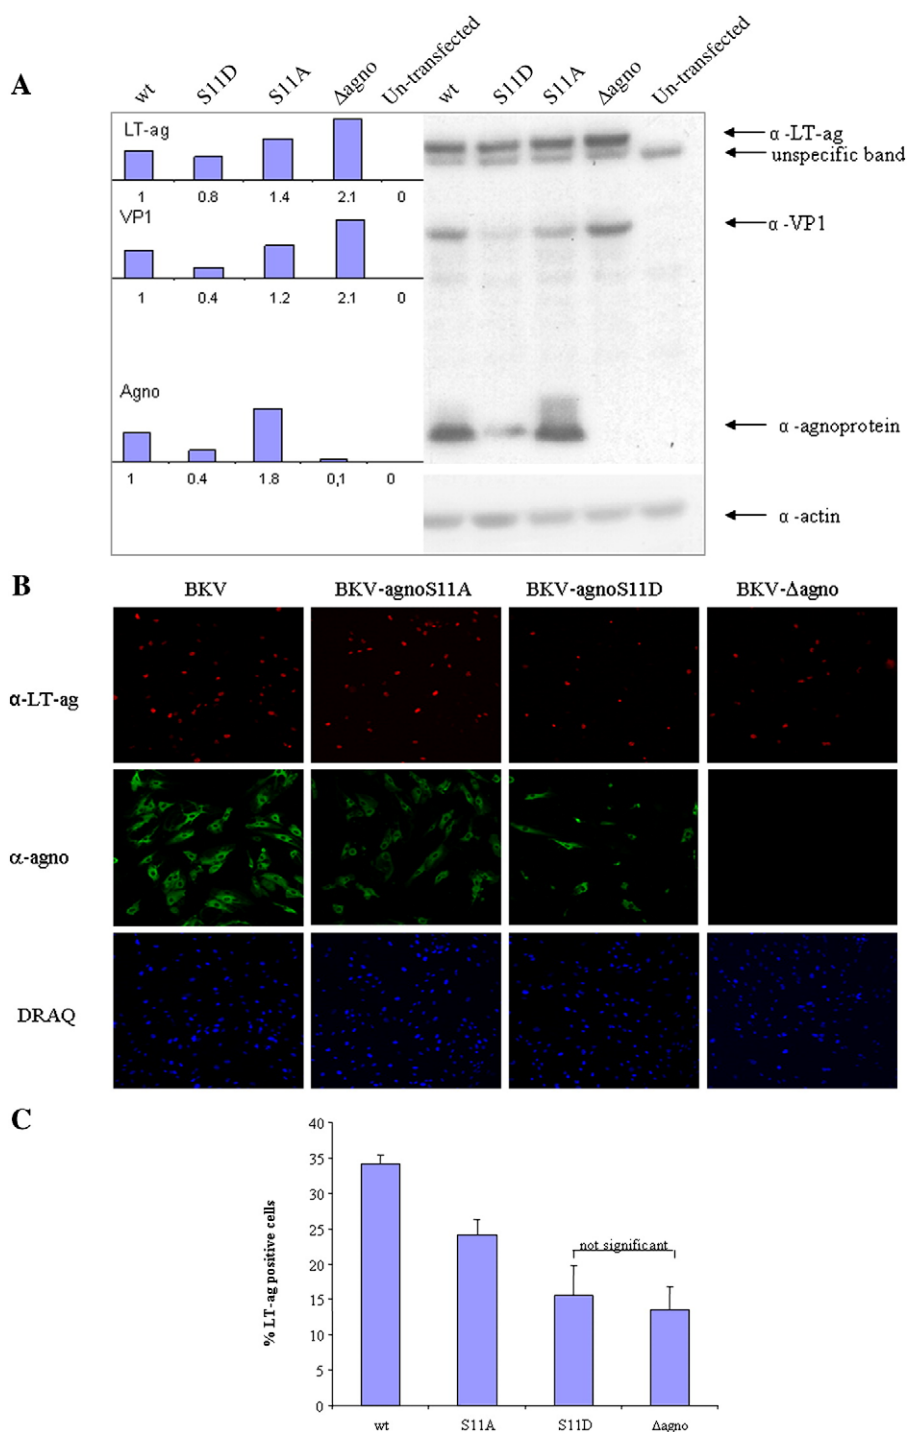 A
wt S11D S11A Δagno Un-transfected wt S11D S11A Δagno Un-transfected
LT-ag
1 0.8 1.4 2.1 0
VP1
1 0.4 1.2 2.1 0
Agno
1 0.4 1.8 0,1 0
α -LT-ag
unspecific band
α -VP1
α -agnoprotein
α -actin
B
BKV BKV-agnoS11A BKV-agnoS11D BKV-Δagno
α-LT-ag
α-agno
DRAQ
C
% LT-ag positive cells
40
35
30
25
20
15
10
5
0
not significant
wt S11A S11D Δagno